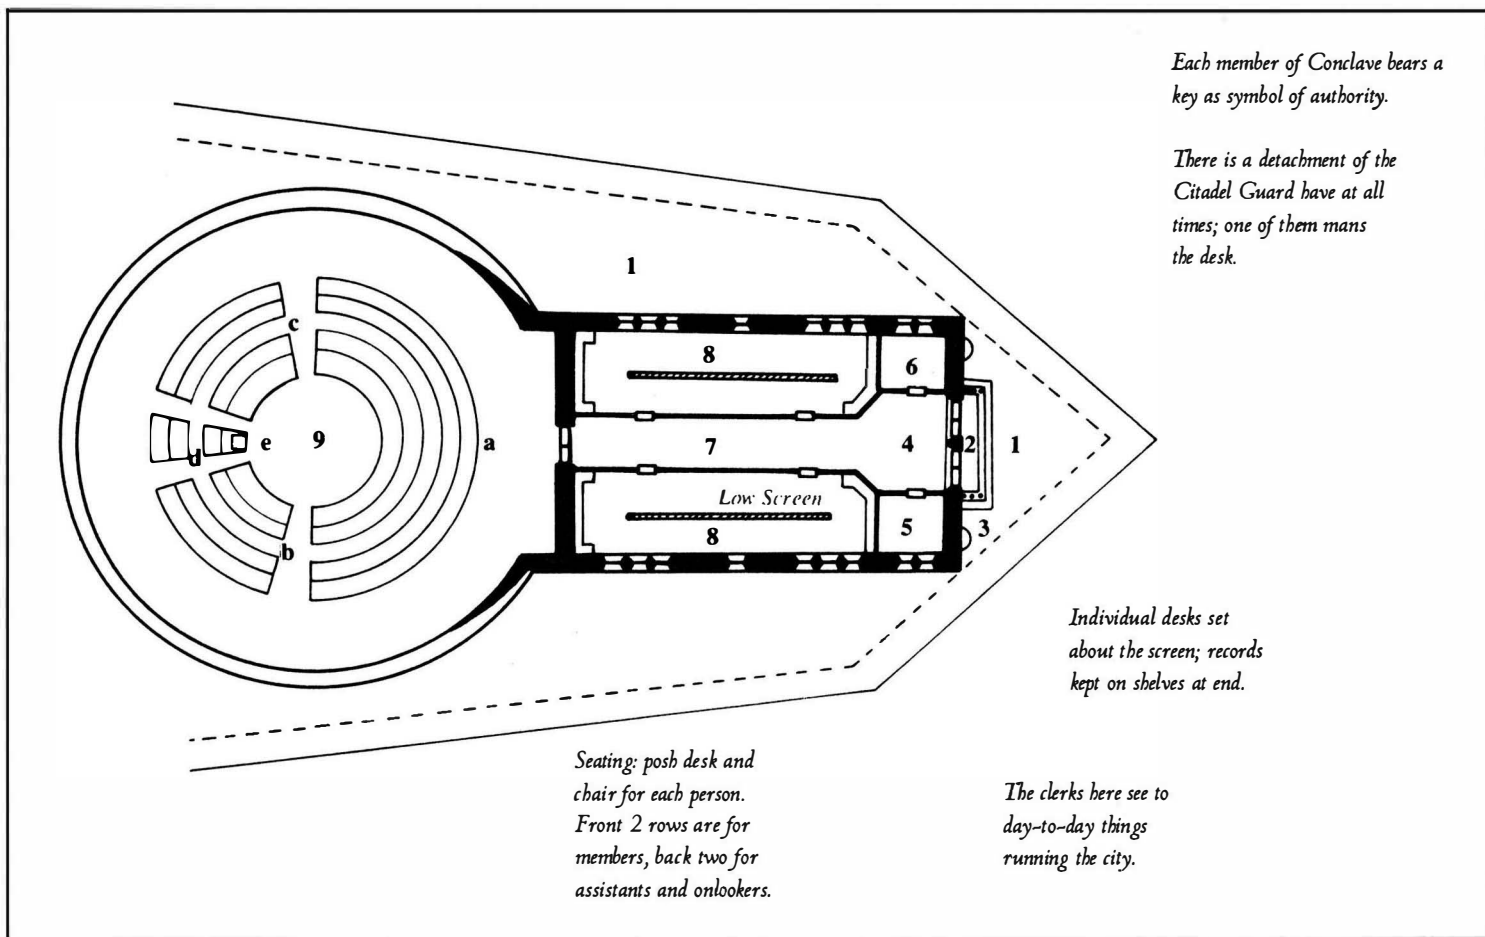 Each member of Conclave bears a
key as symbol of authority.
There is a detachment of the
Citadel Guard have at all
times; one of them mans
the desk.
1
c
8
6
e
9
a
7
4
2
1
d
Low Screen
5
3
b
8
Individual desks set
about the screen; records
kept on shelves at end.
Seating: posh desk and
chair for each person.
Front 2 rows are for
members, back two for
assistants and onlookers.
The clerks here see to
day-to-day things
running the city.